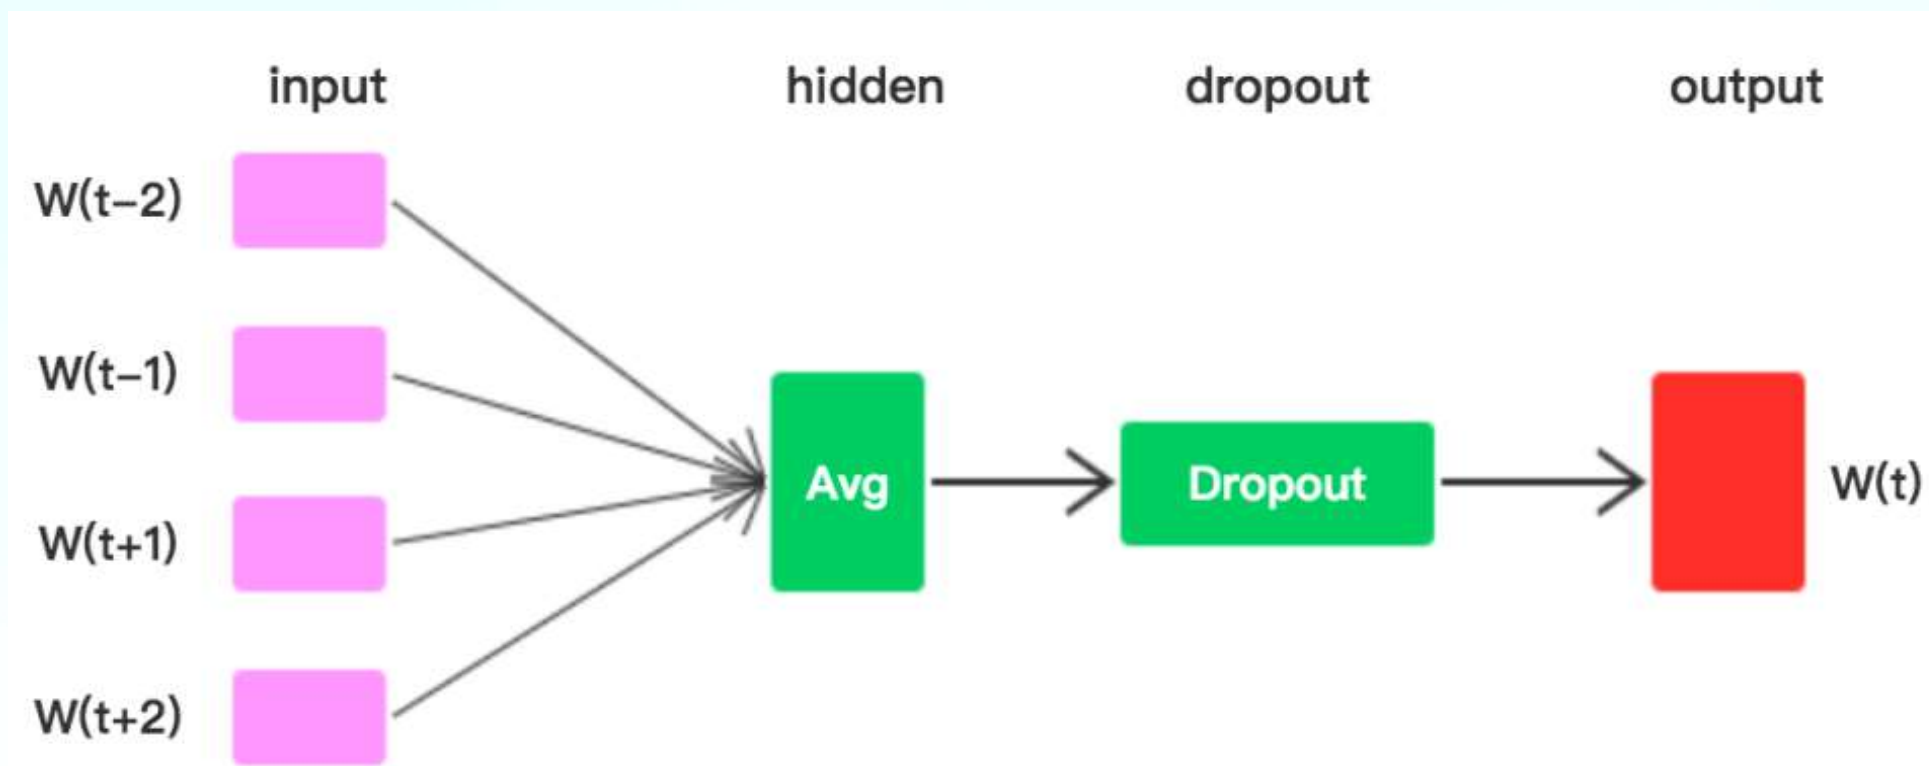 input hidden dropout output
W(t−2)
W(t−1)
W(t+1)
W(t+2)
Avg
Dropout
W(t)